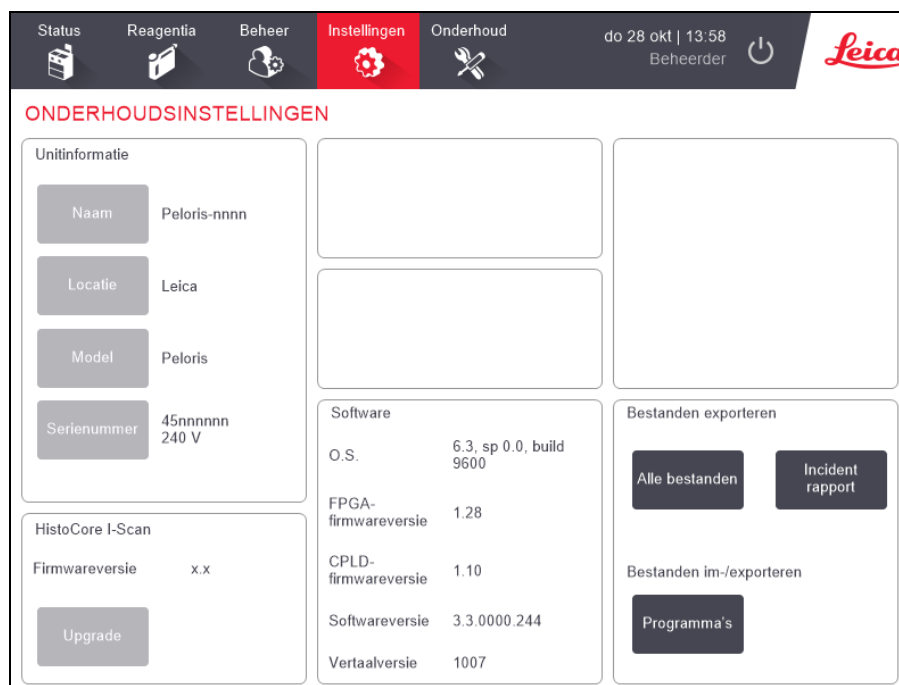 Status
Reagentia
Beheer
Instellingen
Onderhoud
do 28 okt | 13:58
Beheerder
Leica
ONDERHOUDSINSTELLINGEN
Unitinformatie
Naam
Peloris-nnnn
Locatie
Leica
Model
Peloris
Serienummer
45nnnnnn
240 V
HistoCore I-Scan
Firmwareversie
x.x
Upgrade
Software
O.S.
6.3, sp 0.0, build
9600
FPGA-
firmwareversie
1.28
CPLD-
firmwareversie
1.10
Softwareversie
3.3.0000.244
Vertaalversie
1007
Bestanden exporteren
Alle bestanden
Incident
rapport
Bestanden im-/exporteren
Programma's